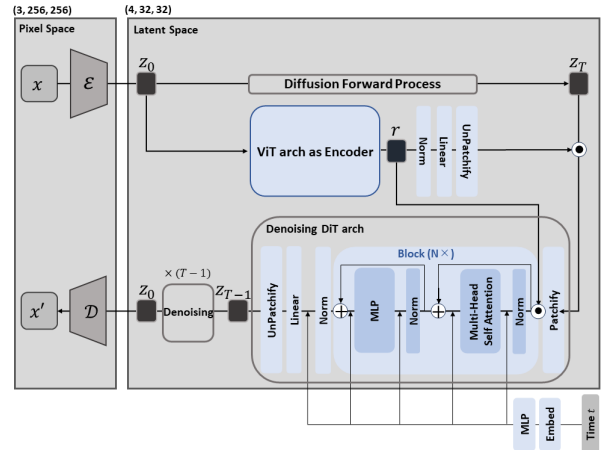 (3, 256, 256)
(4, 32, 32)
Pixel Space
Latent Space
x
ℰ
z₀
Diffusion Forward Process
z_T
ViT arch as Encoder
r
Norm
Linear
UnPatchify
Denoising DiT arch
Block (N ×)
x′
𝒟
z₀
× (T − 1)
Denoising
z_{T−1}
UnPatchify
Linear
Norm
MLP
Norm
Multi-Head
Self Attention
Norm
Patchify
MLP
Embed
Time t